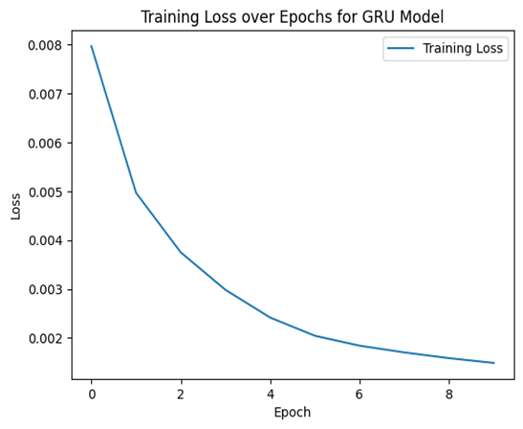 Training Loss over Epochs for GRU Model
Training Loss
0.008
0.007
0.006
0.005
0.004
0.003
0.002
Loss
0 2 4 6 8
Epoch